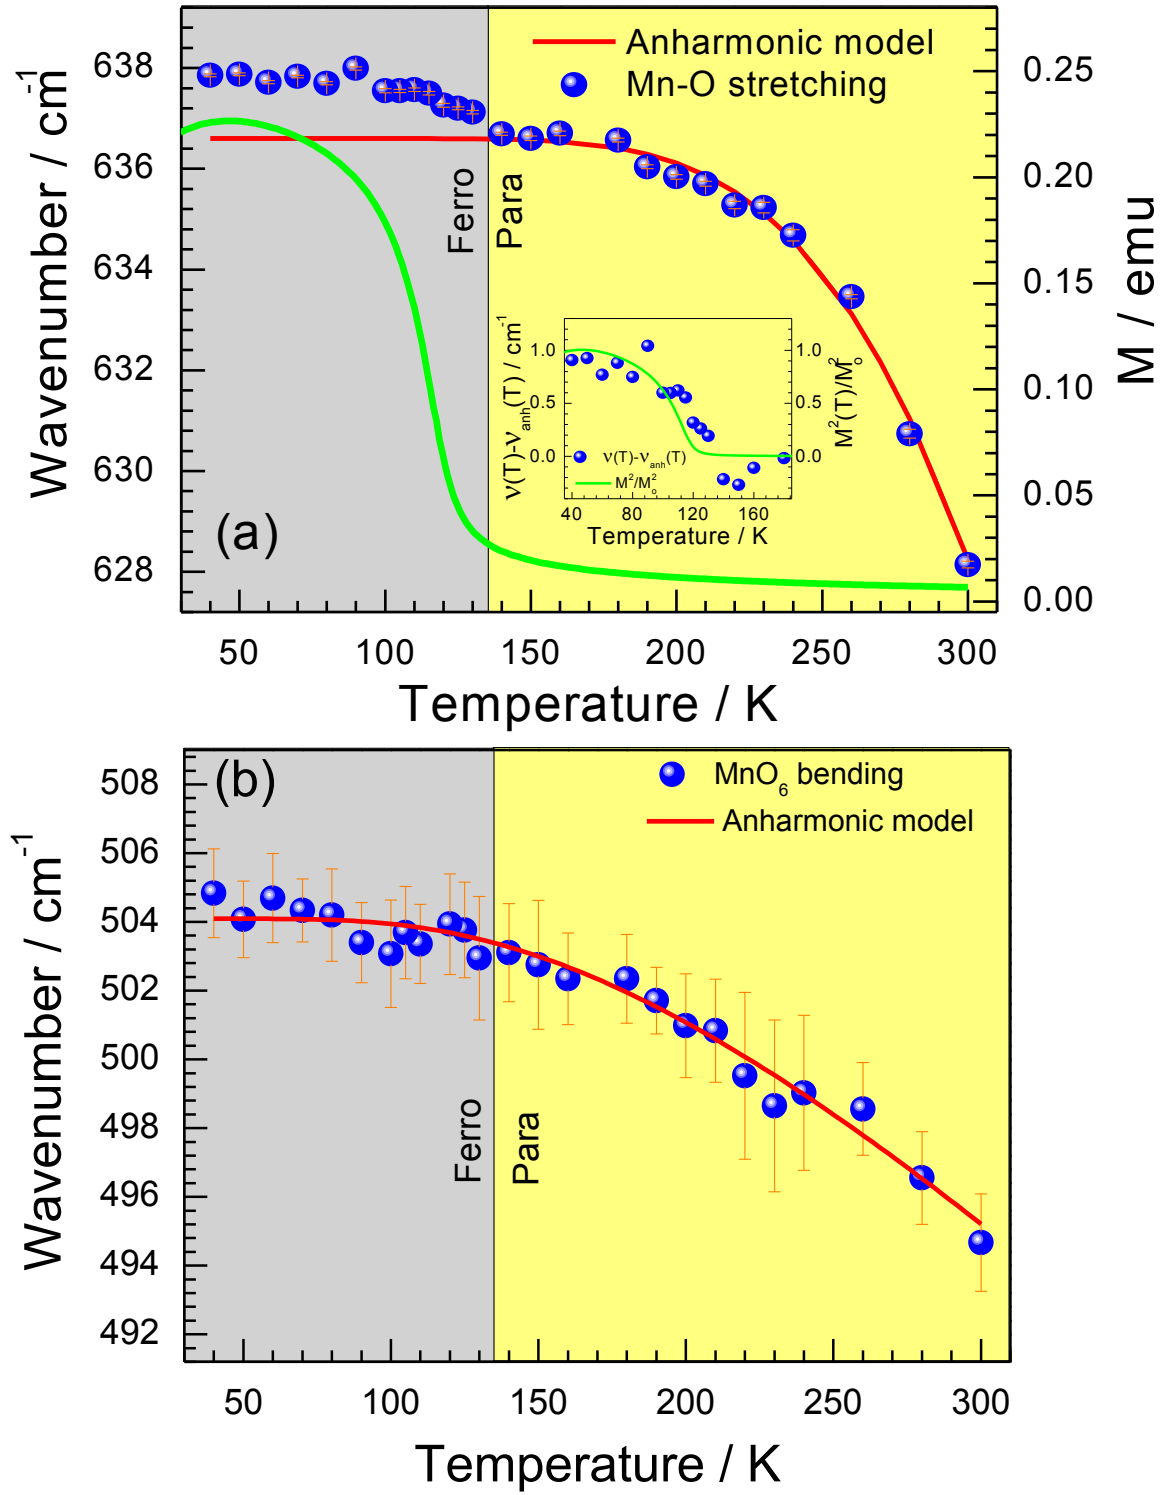 Anharmonic model
Mn-O stretching
Wavenumber / cm⁻¹
638
636
634
632
630
628
M / emu
0.25
0.20
0.15
0.10
0.05
0.00
Ferro
Para
(a)
ν(T)-νanh(T) / cm⁻¹
1.0
0.5
0.0
M²(T)/M²o
1.0
0.5
0.0
ν(T)-νanh(T)
M²/M²o
40 80 120 160
Temperature / K
50 100 150 200 250 300
Temperature / K
(b)
MnO₆ bending
Anharmonic model
Wavenumber / cm⁻¹
508
506
504
502
500
498
496
494
492
Ferro
Para
50 100 150 200 250 300
Temperature / K